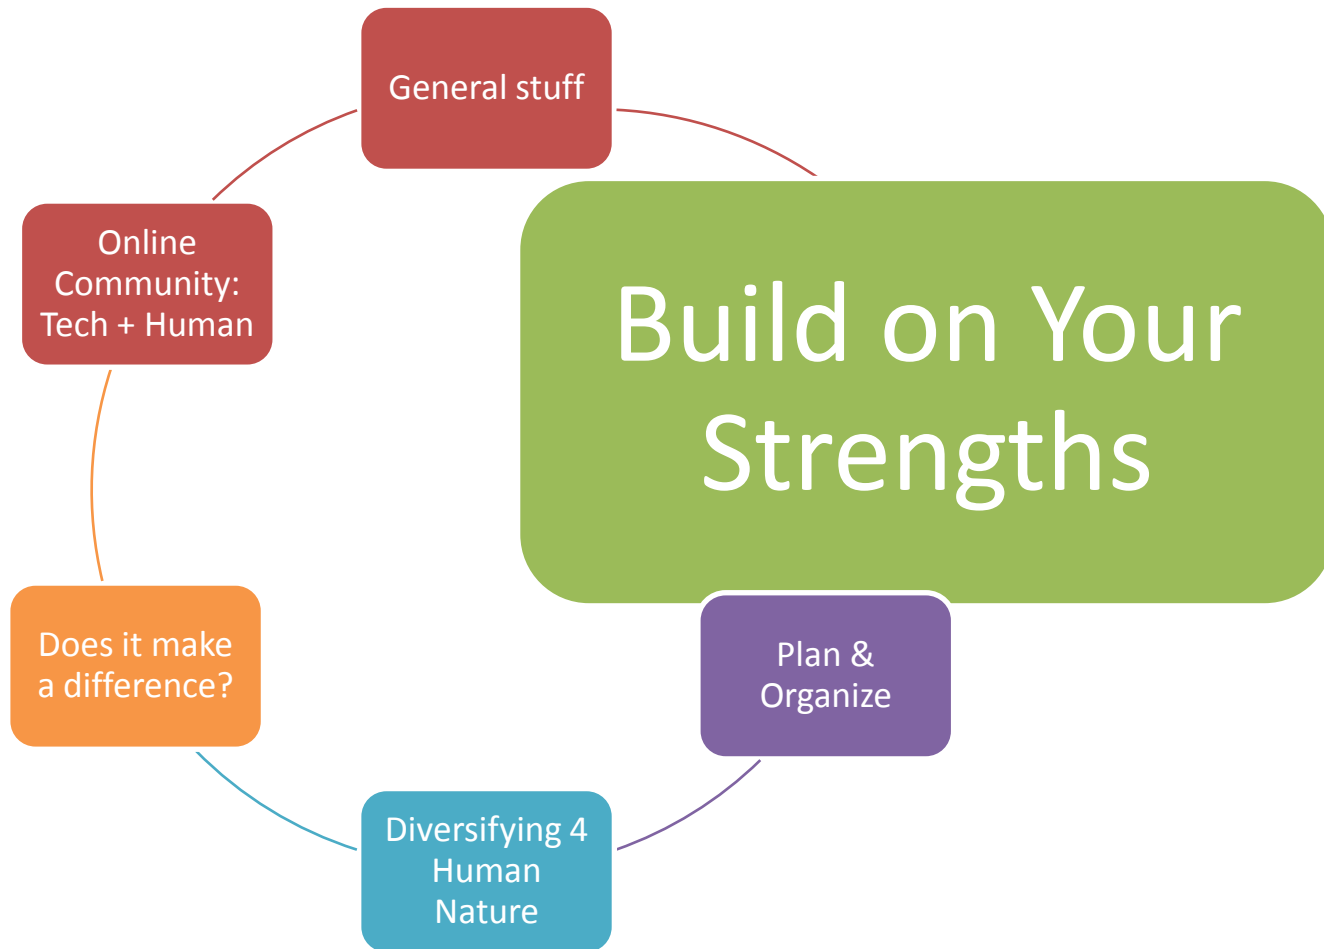 General stuff
Build on Your
Strengths
Plan &
Organize
Diversifying 4
Human
Nature
Does it make
a difference?
Online
Community:
Tech + Human